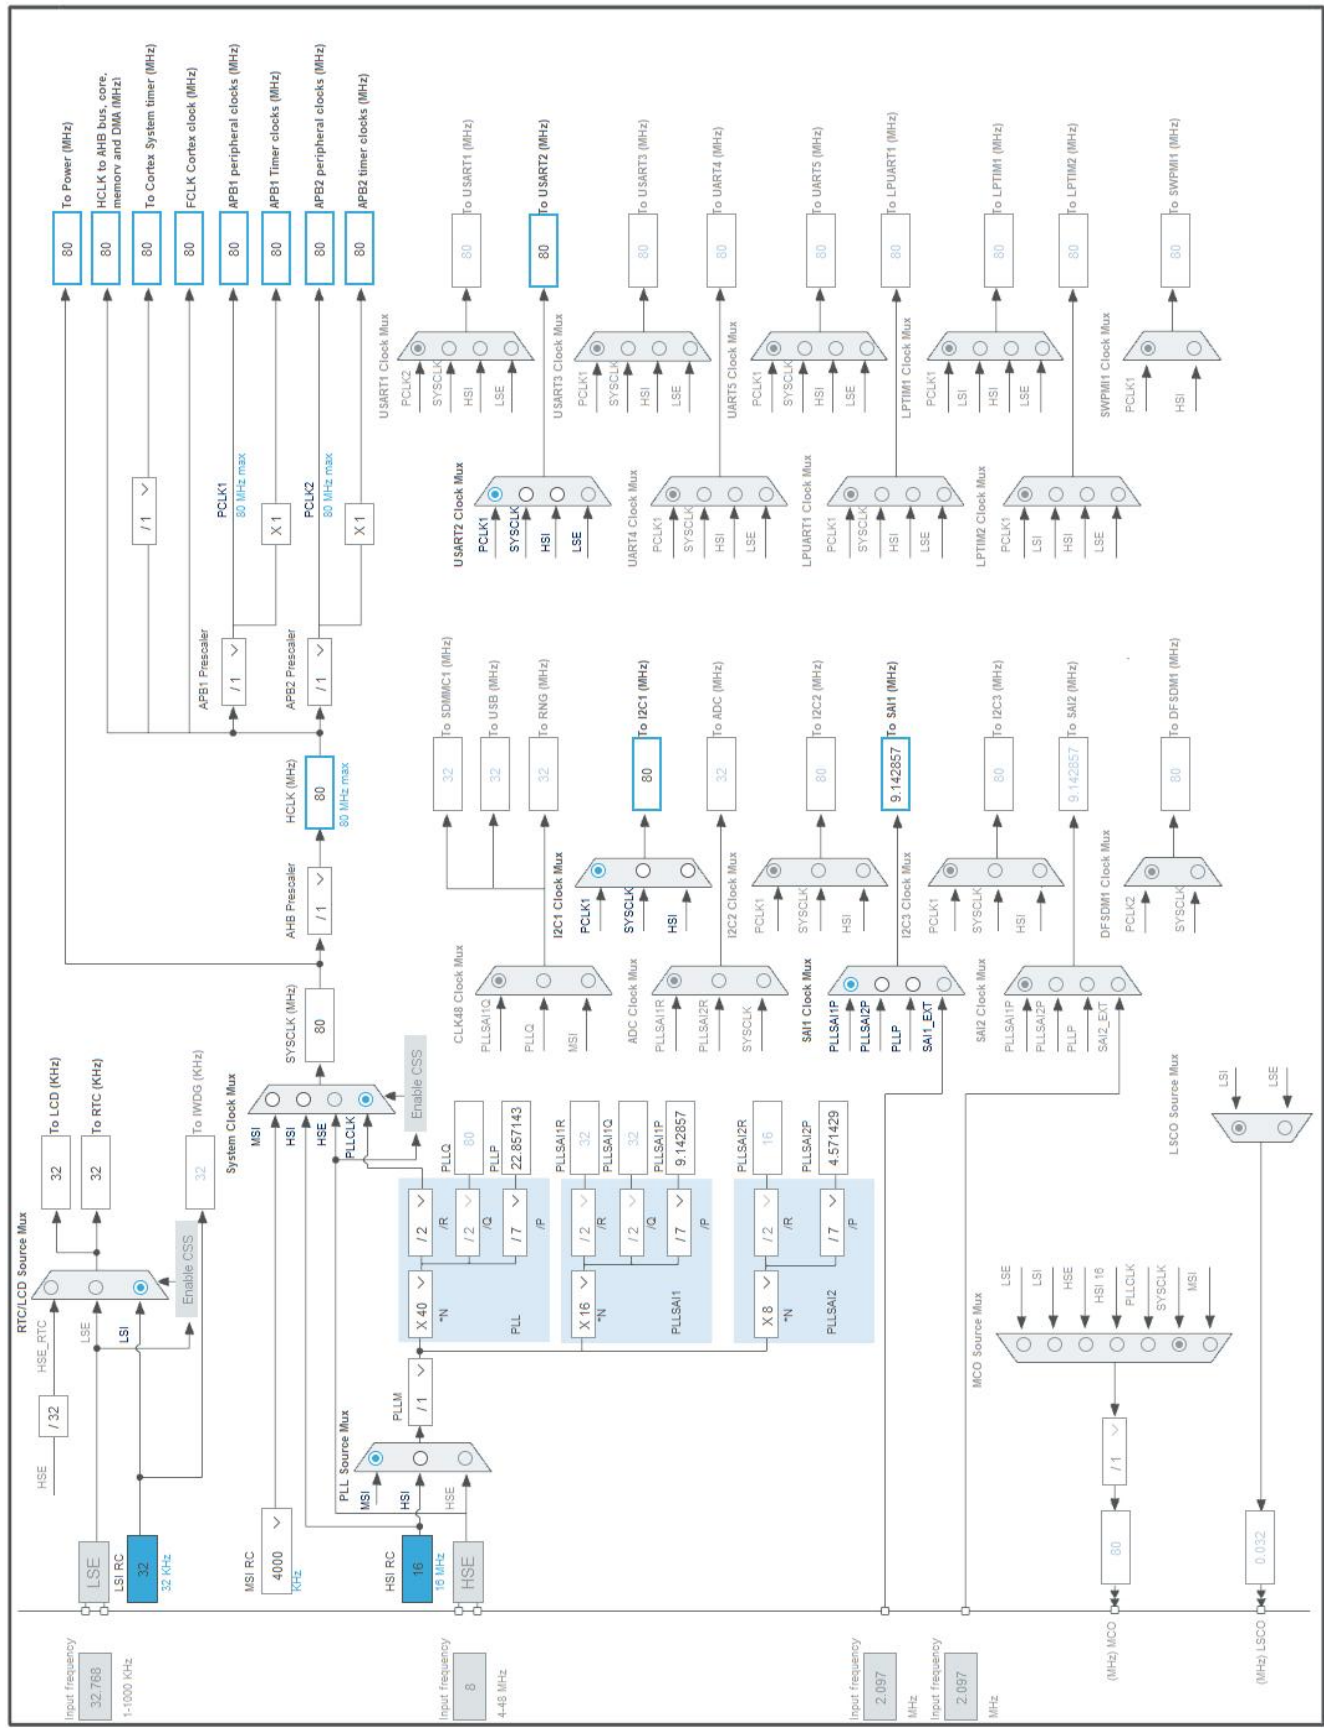 Input frequency
32.768
1-1000 KHz
LSE
LSI RC
32
32 KHz
HSE
/ 32
HSE_RTC
LSE
LSI
RTC/LCD Source Mux
Enable CSS
32
To LCD (KHz)
32
To RTC (KHz)
32
To IWDG (KHz)
MSI RC
4000
KHz
HSI RC
16
16 MHz
Input frequency
8
4-48 MHz
HSE
PLL Source Mux
MSI
HSI
HSE
PLLM
/ 1
System Clock Mux
MSI
HSI
HSE
PLLCLK
Enable CSS
X 40
*N
PLL
/ 2
/R
/ 2
/Q
/ 7
/P
PLLQ
80
PLLP
22.857143
X 16
*N
PLLSAI1
/ 2
/R
/ 2
/Q
/ 7
/P
PLLSAI1R
32
PLLSAI1Q
32
PLLSAI1P
9.142857
X 8
*N
PLLSAI2
/ 2
/R
/ 7
/P
PLLSAI2R
16
PLLSAI2P
4.571429
SYSCLK (MHz)
80
AHB Prescaler
/ 1
HCLK (MHz)
80
80 MHz max
APB1 Prescaler
/ 1
APB2 Prescaler
/ 1
/ 1
PCLK1
80 MHz max
X 1
PCLK2
80 MHz max
X 1
80
To Power (MHz)
80
HCLK to AHB bus, core,
memory and DMA (MHz)
80
To Cortex System timer (MHz)
80
FCLK Cortex clock (MHz)
80
APB1 peripheral clocks (MHz)
80
APB1 Timer clocks (MHz)
80
APB2 peripheral clocks (MHz)
80
APB2 timer clocks (MHz)
CLK48 Clock Mux
PLLSAI1Q
PLLQ
MSI
32
To SDMMC1 (MHz)
32
To USB (MHz)
32
To RNG (MHz)
I2C1 Clock Mux
PCLK1
SYSCLK
HSI
80
To I2C1 (MHz)
ADC Clock Mux
PLLSAI1R
PLLSAI2R
SYSCLK
32
To ADC (MHz)
I2C2 Clock Mux
PCLK1
SYSCLK
HSI
80
To I2C2 (MHz)
SAI1 Clock Mux
PLLSAI1P
PLLSAI2P
PLLP
SAI1_EXT
9.142857
To SAI1 (MHz)
I2C3 Clock Mux
PCLK1
SYSCLK
HSI
80
To I2C3 (MHz)
SAI2 Clock Mux
PLLSAI1P
PLLSAI2P
PLLP
SAI2_EXT
9.142857
To SAI2 (MHz)
DFSDM1 Clock Mux
PCLK2
SYSCLK
80
To DFSDM1 (MHz)
USART1 Clock Mux
PCLK2
SYSCLK
HSI
LSE
80
To USART1 (MHz)
USART2 Clock Mux
PCLK1
SYSCLK
HSI
LSE
80
To USART2 (MHz)
USART3 Clock Mux
PCLK1
SYSCLK
HSI
LSE
80
To USART3 (MHz)
UART4 Clock Mux
PCLK1
SYSCLK
HSI
LSE
80
To UART4 (MHz)
UART5 Clock Mux
PCLK1
SYSCLK
HSI
LSE
80
To UART5 (MHz)
LPUART1 Clock Mux
PCLK1
SYSCLK
HSI
LSE
80
To LPUART1 (MHz)
LPTIM1 Clock Mux
PCLK1
LSI
HSI
LSE
80
To LPTIM1 (MHz)
LPTIM2 Clock Mux
PCLK1
LSI
HSI
LSE
80
To LPTIM2 (MHz)
SWPMI1 Clock Mux
PCLK1
HSI
80
To SWPMI1 (MHz)
Input frequency
2.097
MHz
Input frequency
2.097
MHz
MCO Source Mux
LSE
LSI
HSE
HSI 16
PLLCLK
SYSCLK
MSI
/ 1
80
(MHz) MCO
LSCO Source Mux
LSI
LSE
0.032
(MHz) LSCO